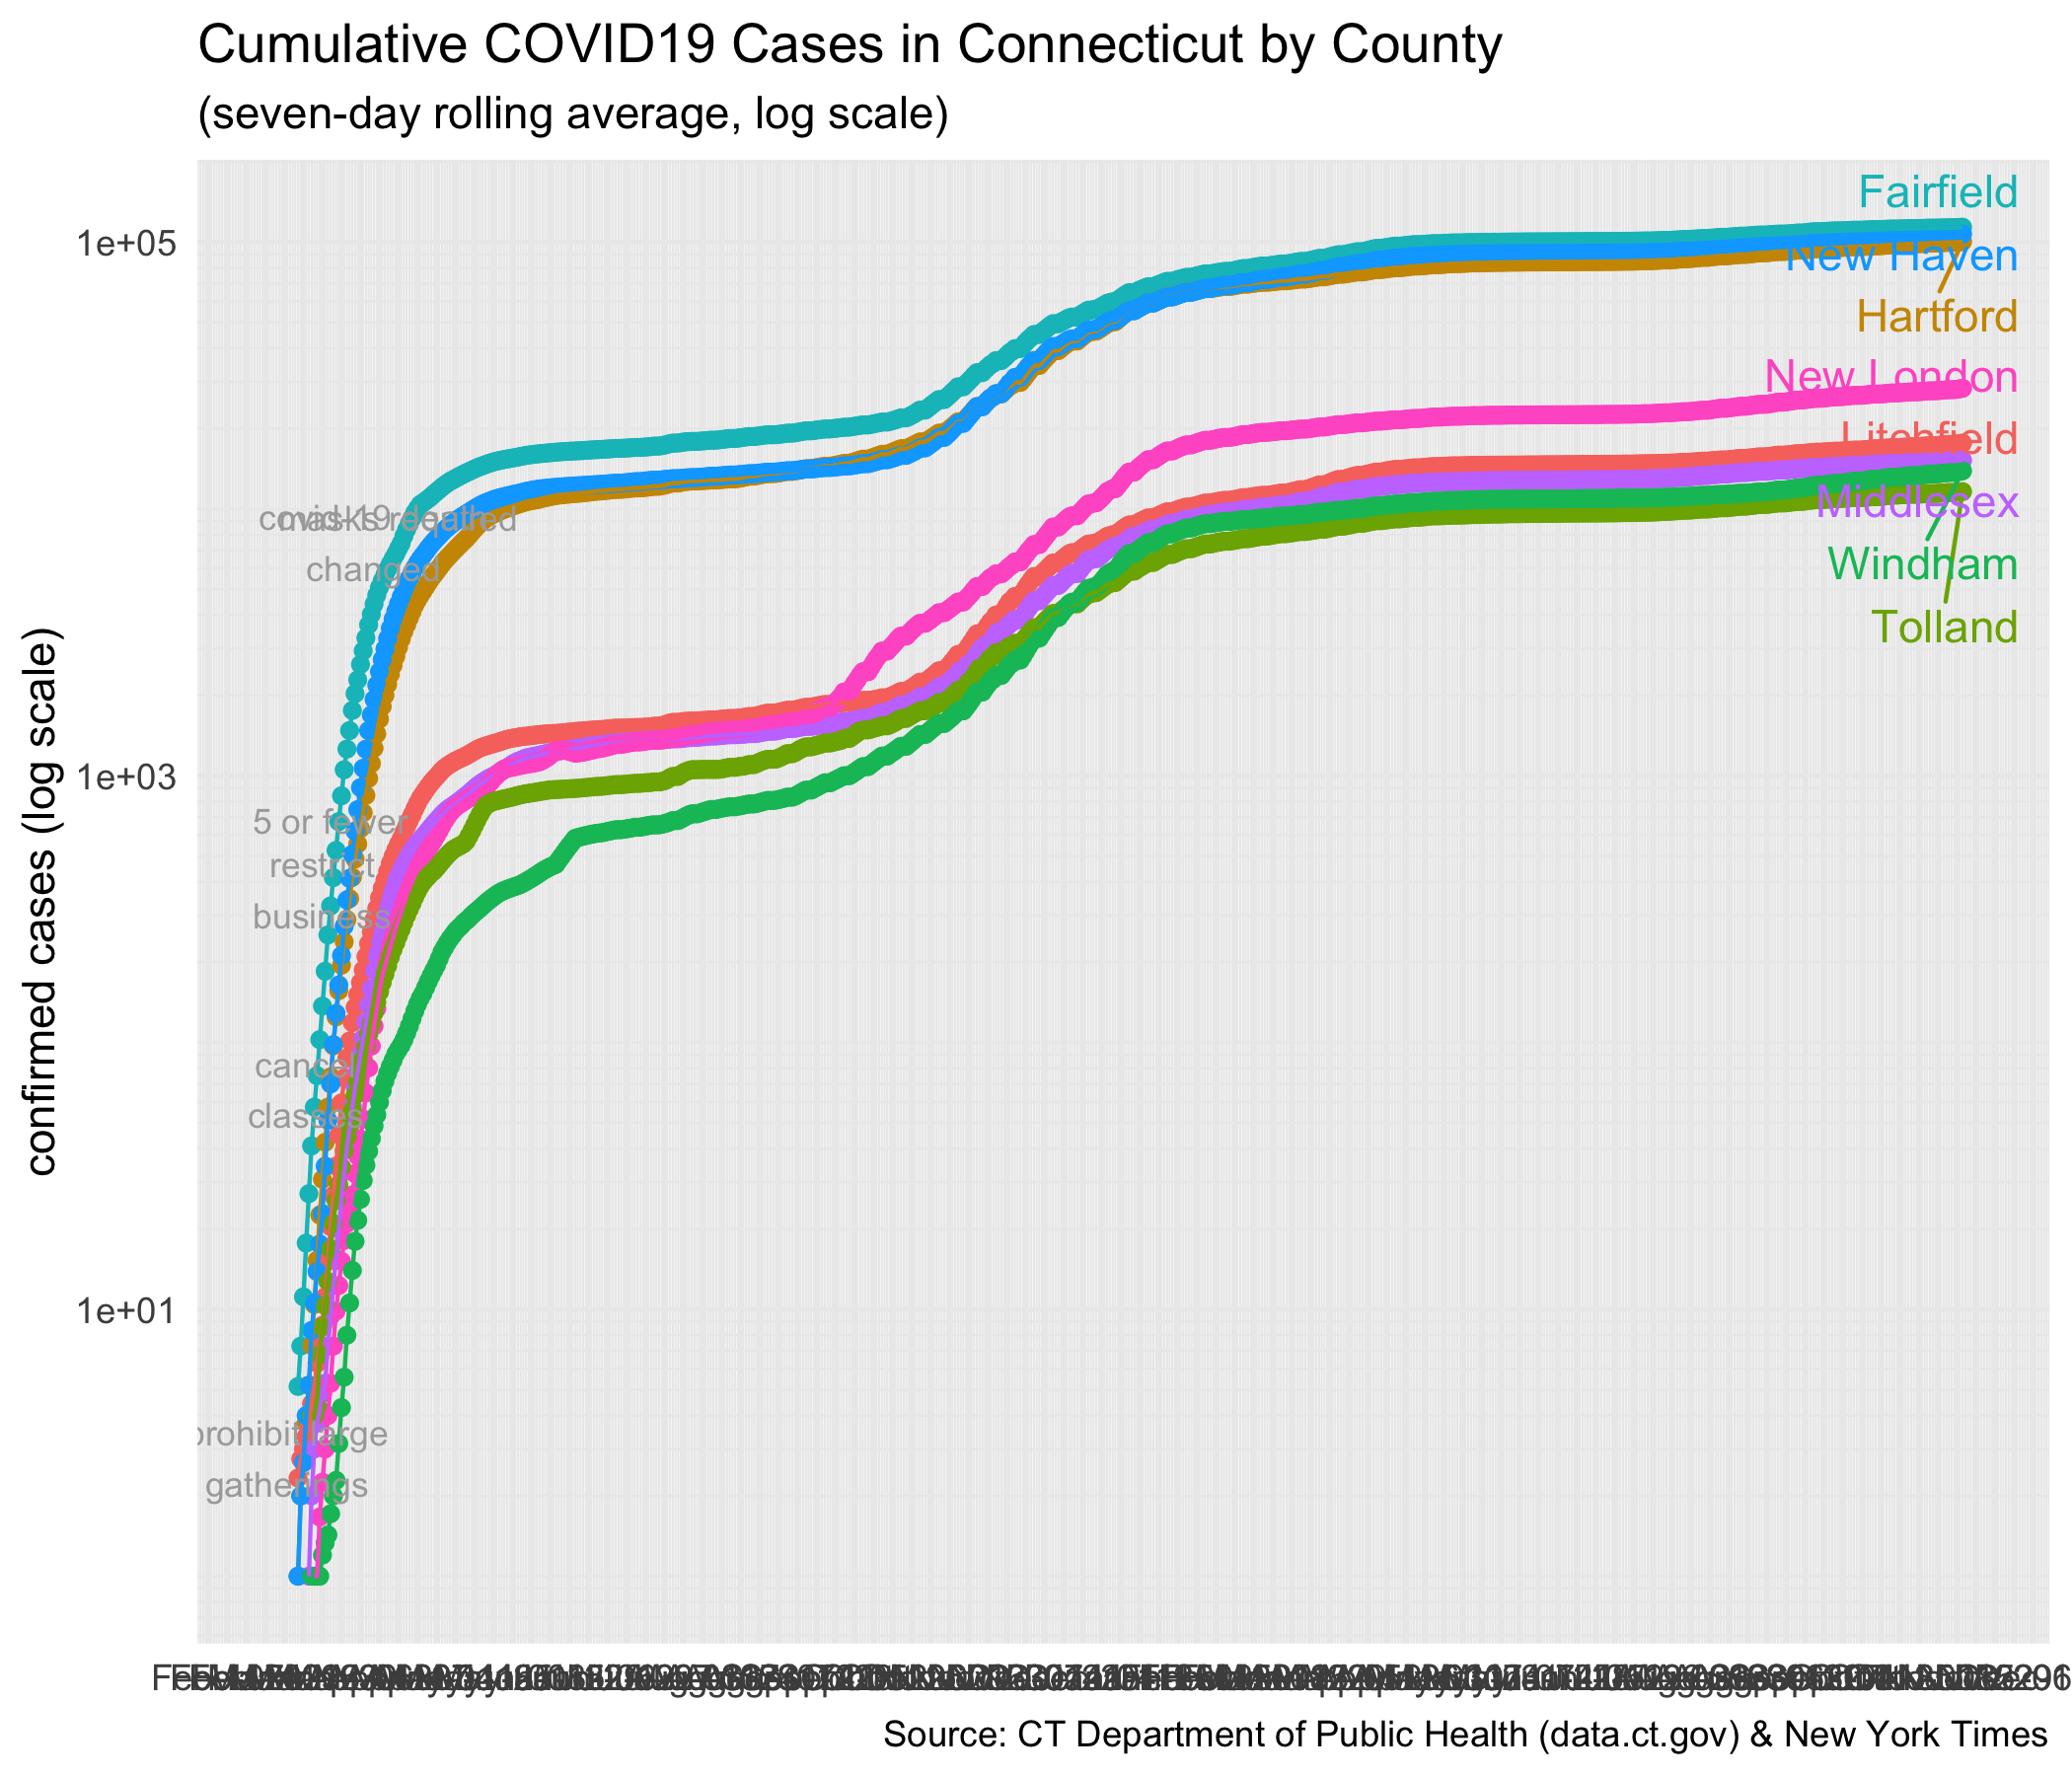 Cumulative COVID19 Cases in Connecticut by County
(seven-day rolling average, log scale)
confirmed cases (log scale)
1e+05
1e+03
1e+01
Fairfield
New Haven
Hartford
New London
Litchfield
Middlesex
Windham
Tolland
covid-19 death
changed
masks required
5 or fewer
restrict
business
cancel
classes
prohibit large
gatherings
Source: CT Department of Public Health (data.ct.gov) & New York Times